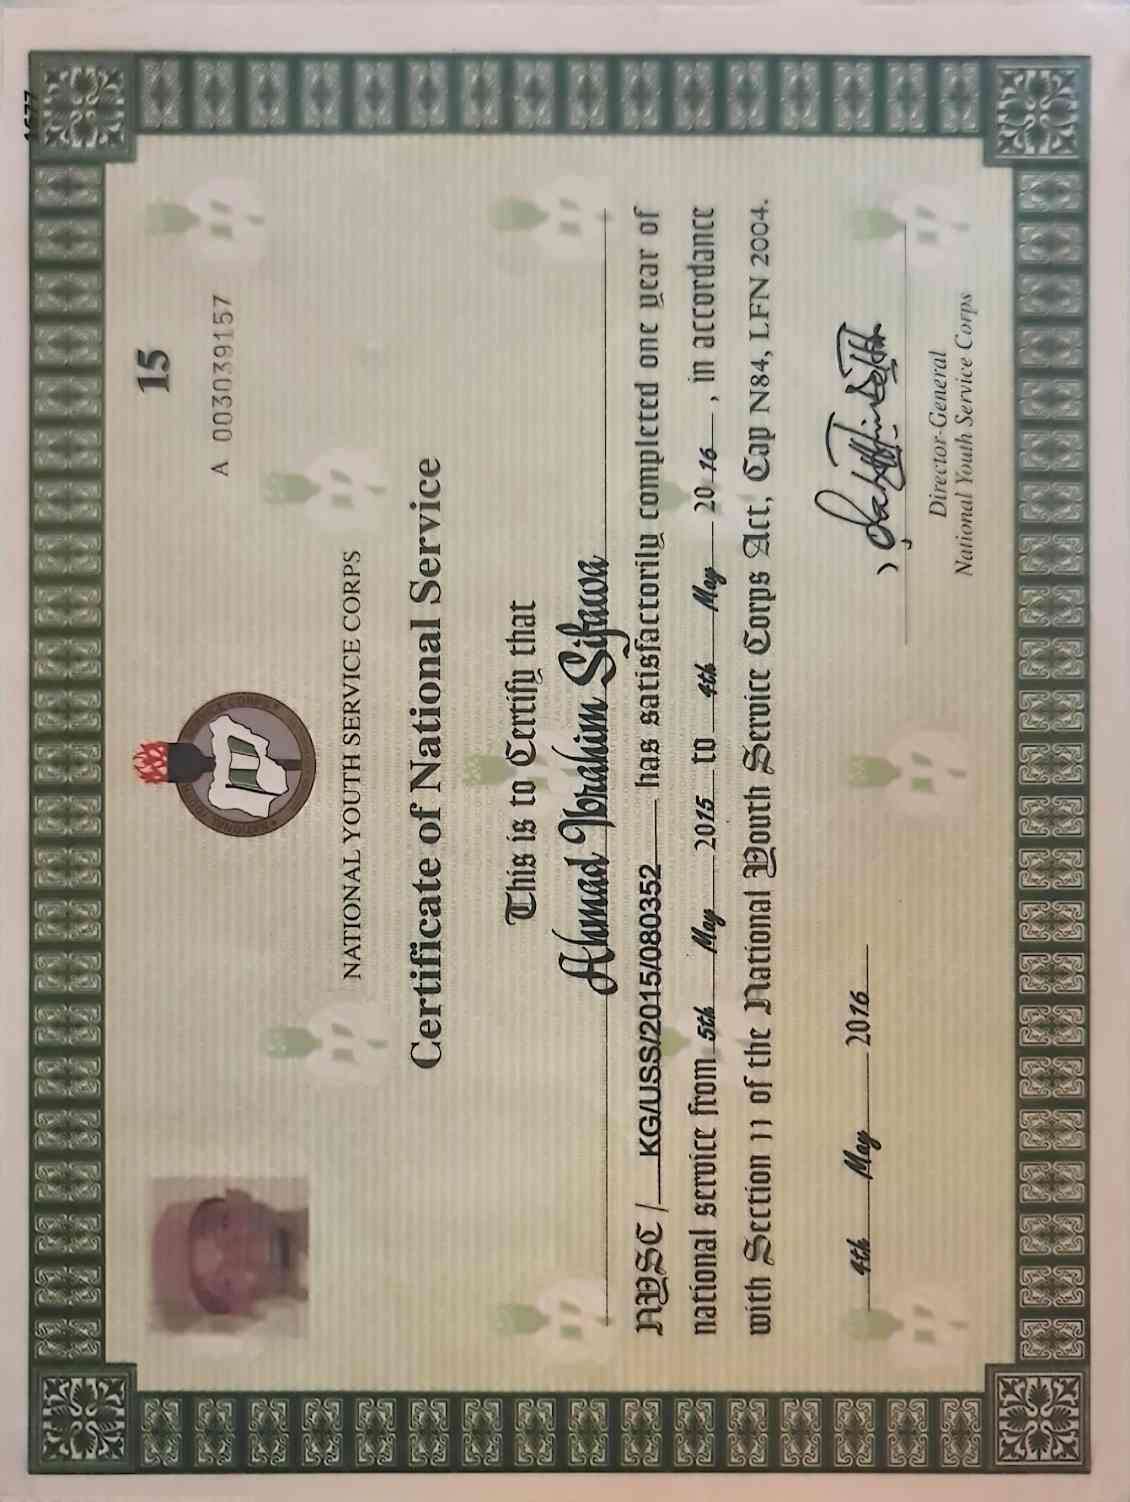 1677
15
A 003039157
NATIONAL YOUTH SERVICE CORPS
Certificate of National Service
This is to Certify that
Ahmad Ibrahim Sifawa
NYSC / KG/USS/2015/080352 has satisfactorily completed one year of
national service from 5th May 2015 to 4th May 2016, in accordance
with Section 11 of the National Youth Service Corps Act, Cap N84, LFN 2004.
4th May 2016
Director-General
National Youth Service Corps